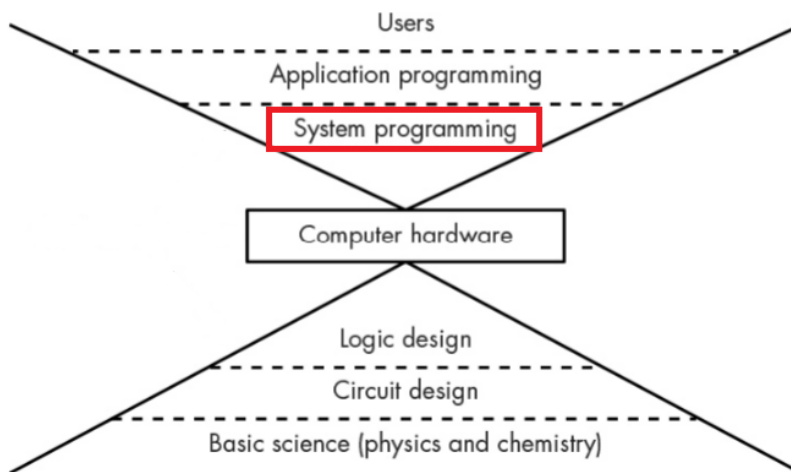 Users
Application programming
System programming
Computer hardware
Logic design
Circuit design
Basic science (physics and chemistry)